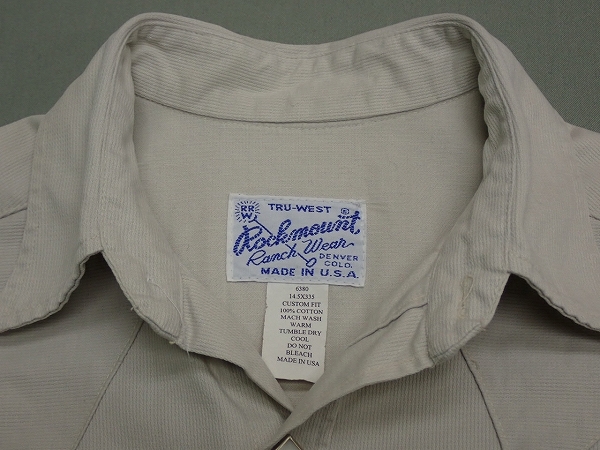 TRU-WEST ®
RR
W
Rockmount
Ranch Wear
DENVER
COLO.
MADE IN U.S.A.
6380
14.5X335
CUSTOM FIT
100% COTTON
MACH WASH
WARM
TUMBLE DRY
COOL
DO NOT
BLEACH
MADE IN USA